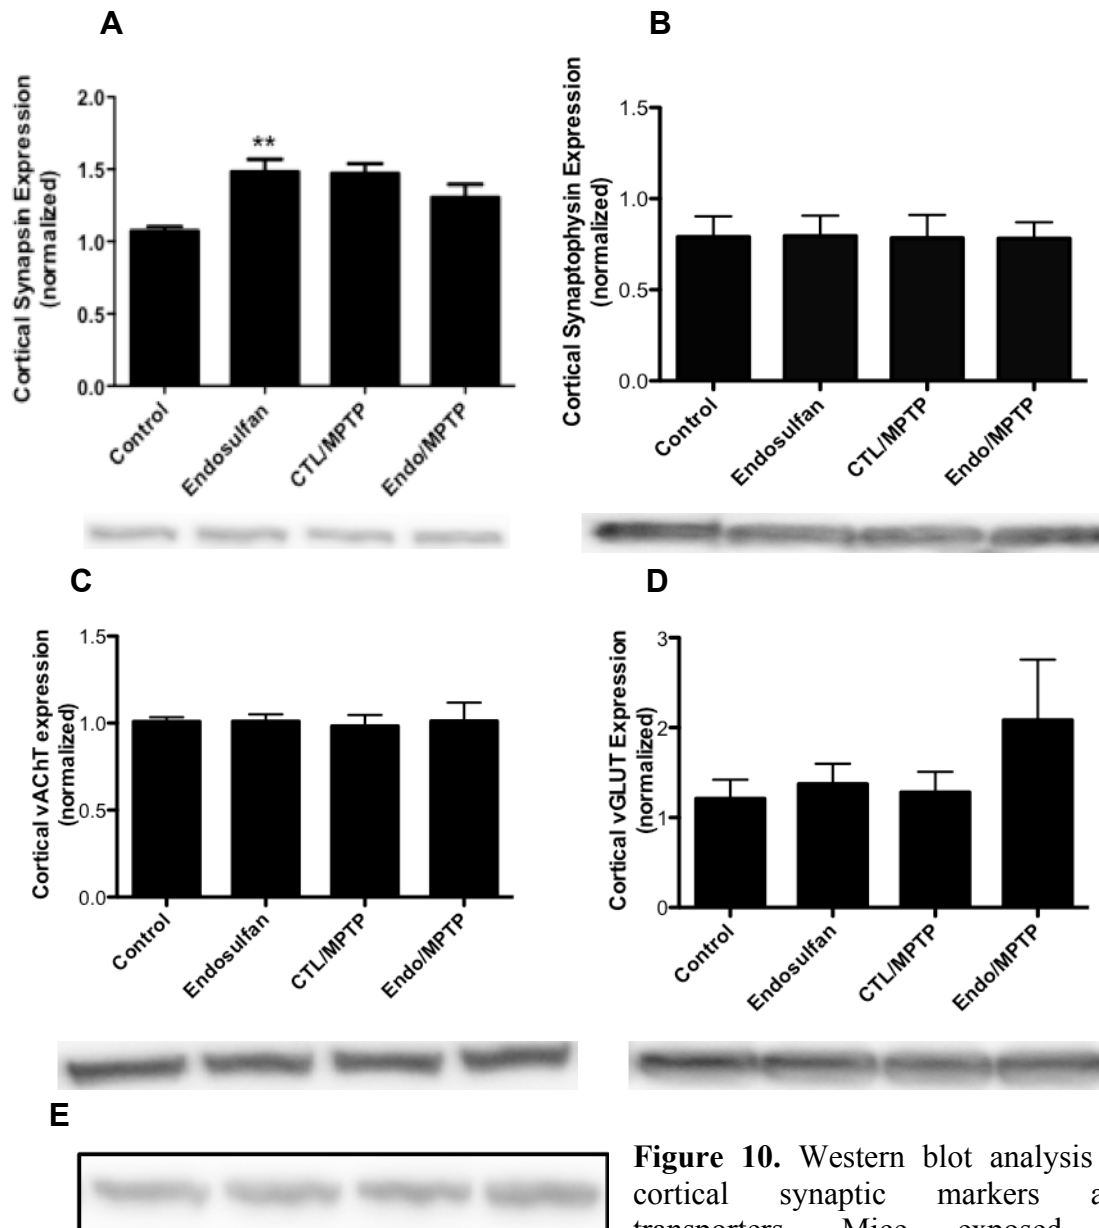 A
Cortical Synapsin Expression
(normalized)
2.0
1.5
1.0
0.5
0.0
**
Control
Endosulfan
CTL/MPTP
Endo/MPTP
B
Cortical Synaptophysin Expression
(normalized)
1.5
1.0
0.5
0.0
Control
Endosulfan
CTL/MPTP
Endo/MPTP
C
Cortical vAChT expression
(normalized)
1.5
1.0
0.5
0.0
Control
Endosulfan
CTL/MPTP
Endo/MPTP
D
Cortical vGLUT Expression
(normalized)
3
2
1
0
Control
Endosulfan
CTL/MPTP
Endo/MPTP
E
Figure 10. Western blot analysis
cortical synaptic markers a
transporters. Mice exposed